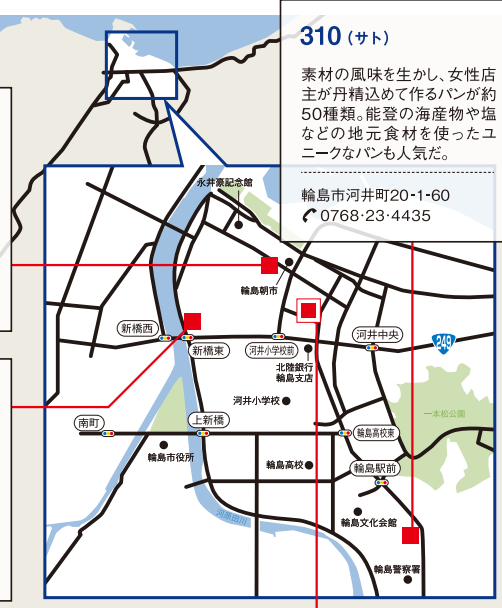 310（サト）
素材の風味を生かし、女性店
主が丹精込めて作るパンが約
50種類。能登の海産物や塩
などの地元食材を使ったユ
ニークなパンも人気だ。
輪島市河井町20-1-60
0768・23・4435
永井豪記念館
輪島朝市
新橋西
新橋東
河井小学校前
河井中央
249
北陸銀行
輪島支店
河井小学校
一本松公園
南町
上新橋
輪島高校東
輪島市役所
輪島高校
輪島駅前
河原田川
輪島文化会館
輪島警察署